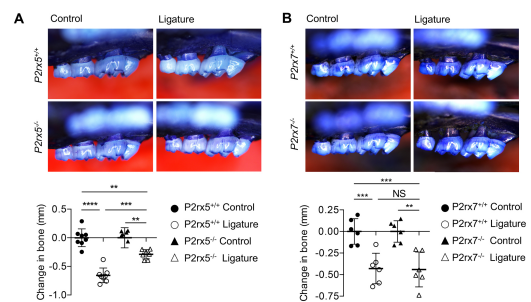 A
Control
Ligature
P2rx5+/+
P2rx5-/-
**
****
***
**
Change in bone (mm)
0.5
0.0
-0.5
-1.0
P2rx5+/+ Control
P2rx5+/+ Ligature
P2rx5-/- Control
P2rx5-/- Ligature
B
Control
Ligature
P2rx7+/+
P2rx7-/-
***
***
NS
**
Change in bone (mm)
0.25
0.00
-0.25
-0.50
-0.75
P2rx7+/+ Control
P2rx7+/+ Ligature
P2rx7-/- Control
P2rx7-/- Ligature